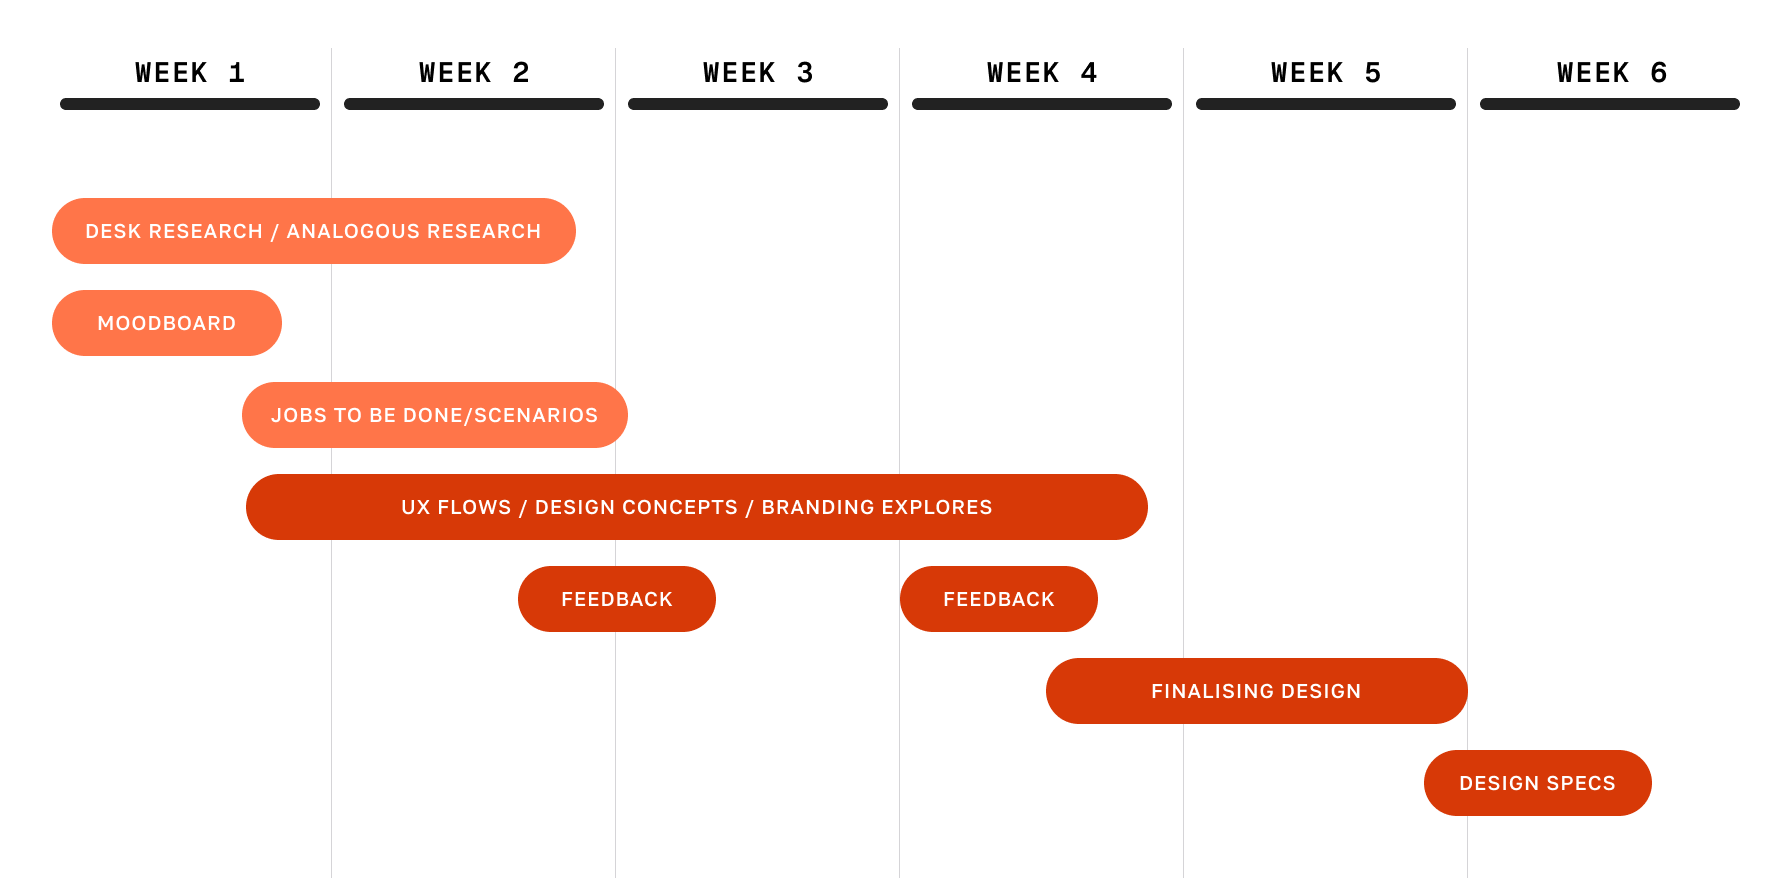 WEEK 1
WEEK 2
WEEK 3
WEEK 4
WEEK 5
WEEK 6
DESK RESEARCH / ANALOGOUS RESEARCH
MOODBOARD
JOBS TO BE DONE/SCENARIOS
UX FLOWS / DESIGN CONCEPTS / BRANDING EXPLORES
FEEDBACK
FEEDBACK
FINALISING DESIGN
DESIGN SPECS